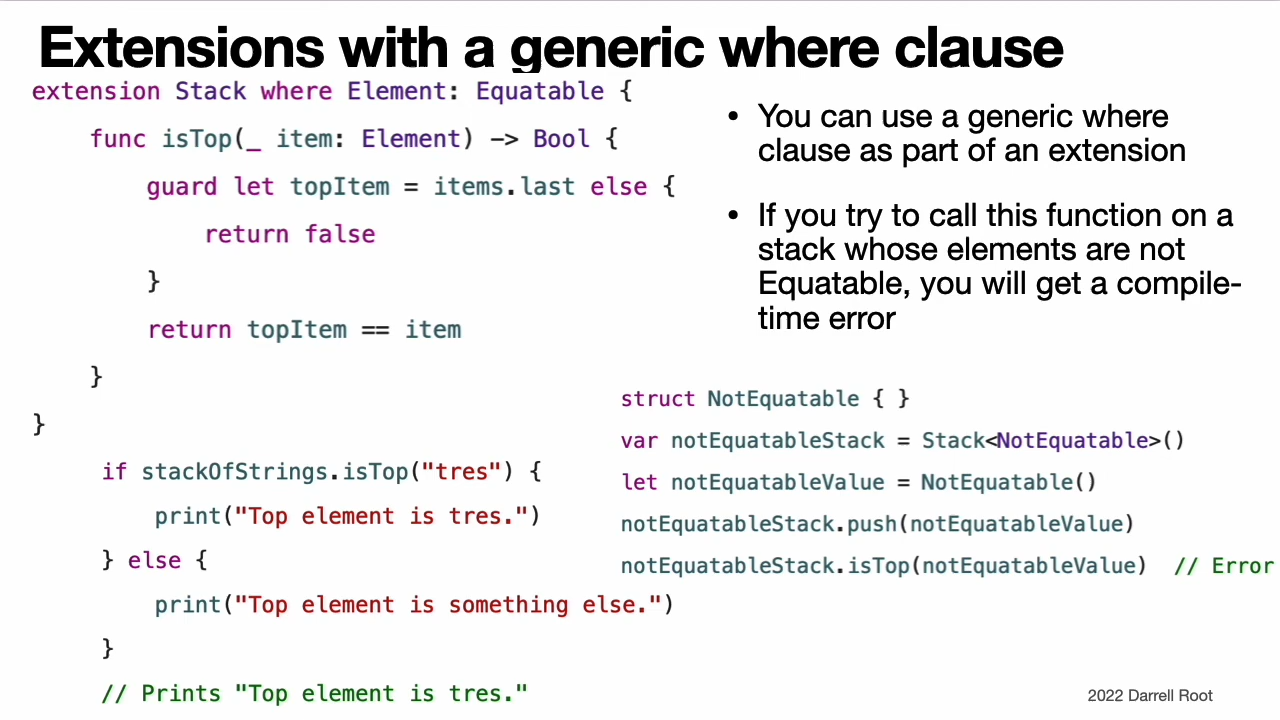 Extensions with a generic where clause
extension Stack where Element: Equatable {
func isTop(_ item: Element) -> Bool {
guard let topItem = items.last else {
return false
}
return topItem == item
}
}
if stackOfStrings.isTop("tres") {
print("Top element is tres.")
} else {
print("Top element is something else.")
}
// Prints "Top element is tres."
• You can use a generic where
clause as part of an extension
• If you try to call this function on a
stack whose elements are not
Equatable, you will get a compile-
time error
struct NotEquatable { }
var notEquatableStack = Stack<NotEquatable>()
let notEquatableValue = NotEquatable()
notEquatableStack.push(notEquatableValue)
notEquatableStack.isTop(notEquatableValue) // Error
2022 Darrell Root